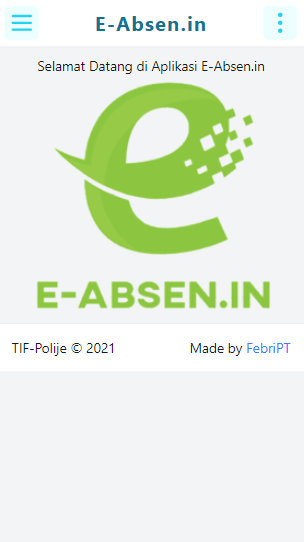 E-Absen.in
Selamat Datang di Aplikasi E-Absen.in
E-ABSEN.IN
TIF-Polije © 2021 Made by FebriPT